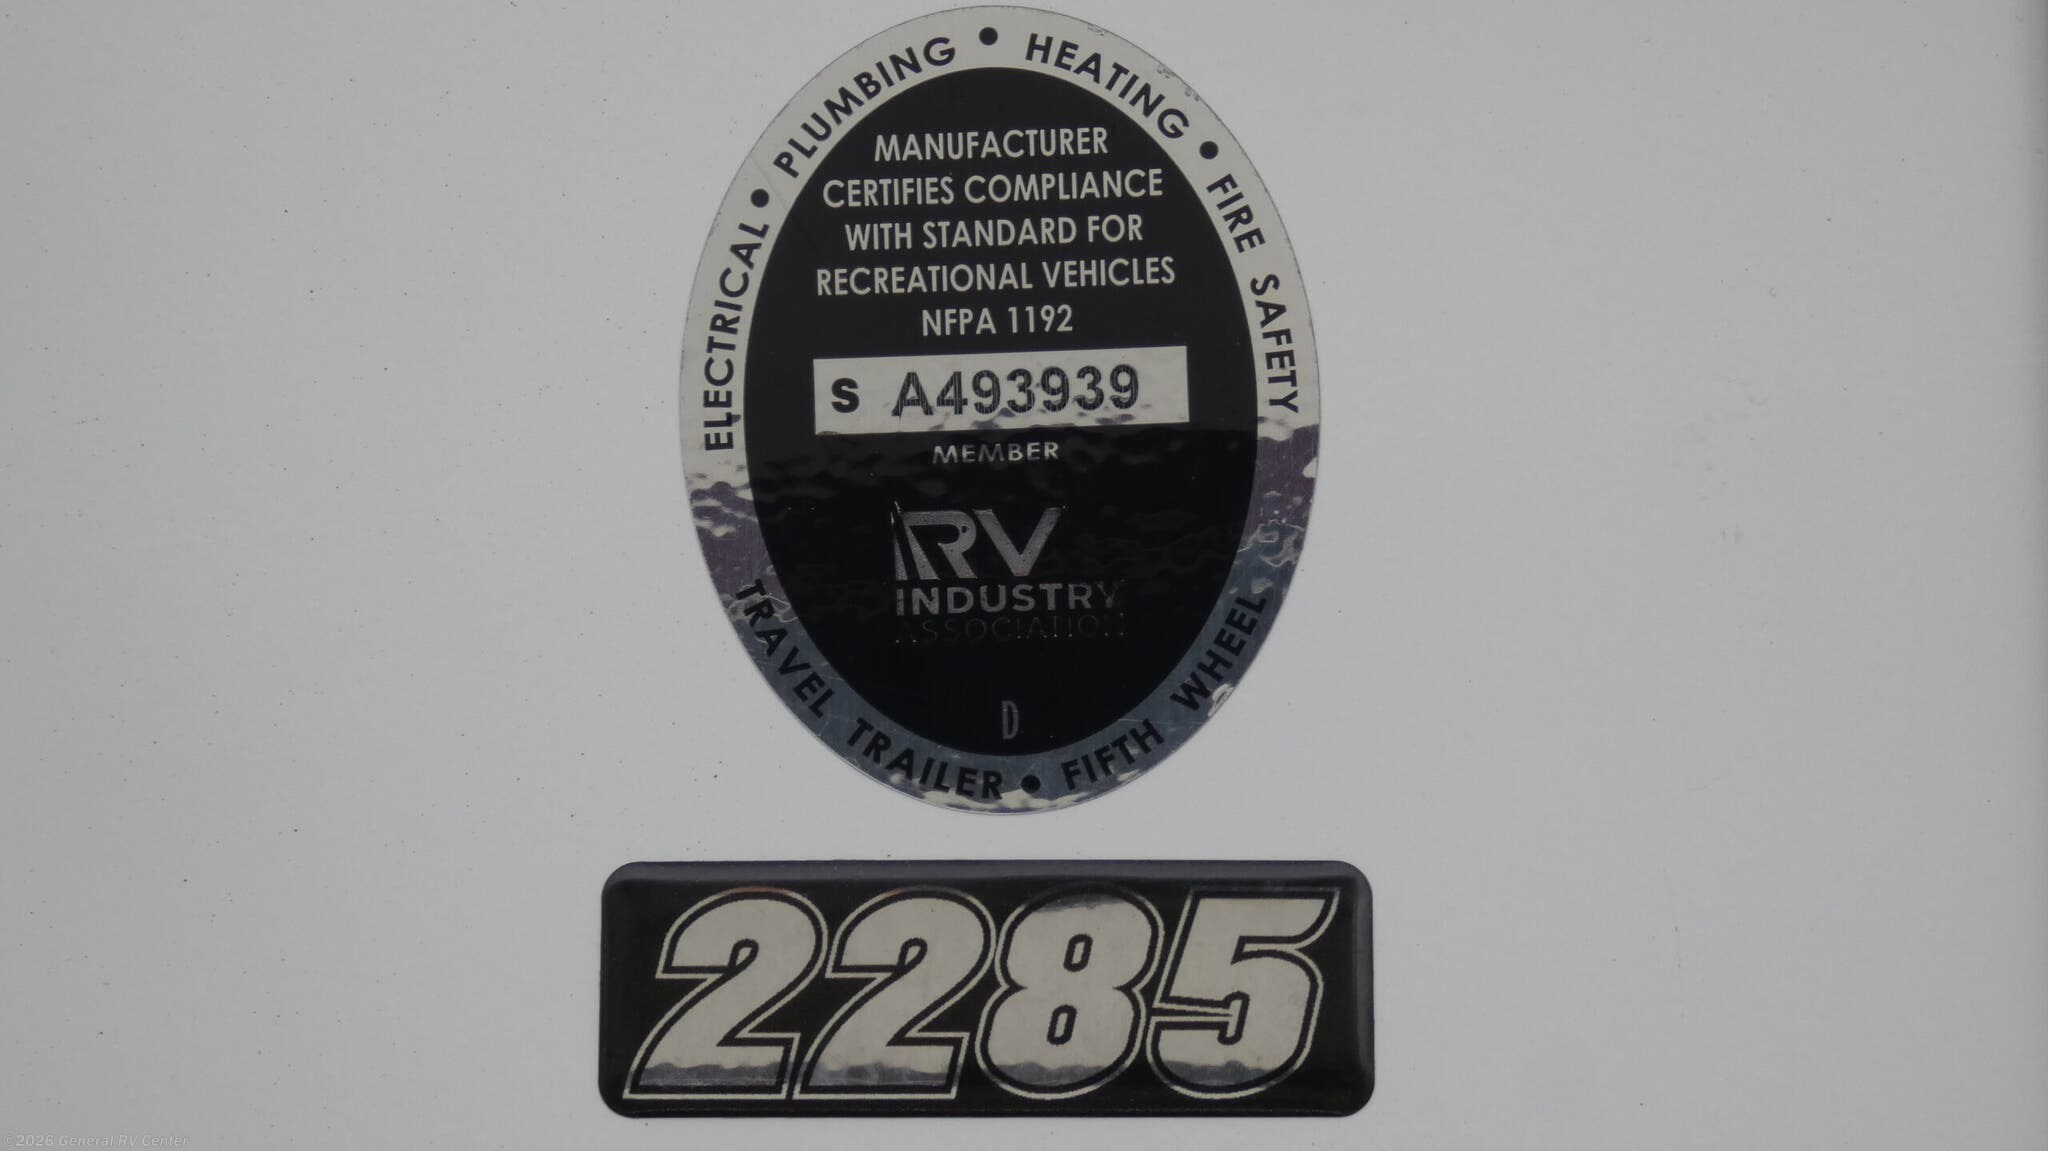 ELECTRICAL • PLUMBING • HEATING • FIRE SAFETY
MANUFACTURER
CERTIFIES COMPLIANCE
WITH STANDARD FOR
RECREATIONAL VEHICLES
NFPA 1192
S A493939
MEMBER
RV
INDUSTRY
ASSOCIATION
D
TRAVEL TRAILER • FIFTH WHEEL
2285
©2026 General RV Center